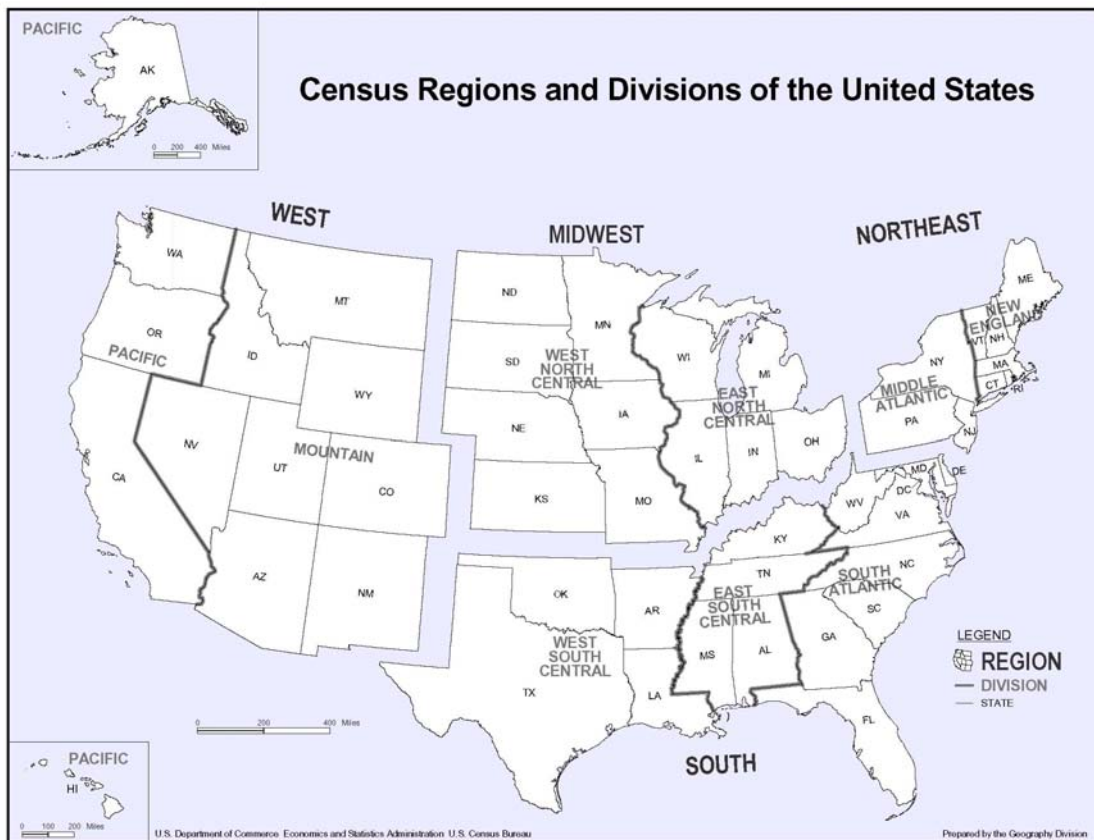 PACIFIC
AK
0 200 400 Miles
Census Regions and Divisions of the United States
WEST
MIDWEST
NORTHEAST
WA
MT
OR
PACIFIC
ID
WY
NV
MOUNTAIN
UT
CO
CA
AZ
NM
ND
MN
SD
WEST
NORTH
CENTRAL
NE
IA
KS
MO
WI
MI
EAST
NORTH
CENTRAL
IL
IN
OH
ME
NEW
ENGLAND
VT
NH
NY
MA
CT
RI
MIDDLE
ATLANTIC
PA
NJ
OK
AR
WEST
SOUTH
CENTRAL
TX
LA
KY
TN
EAST
SOUTH
CENTRAL
MS
AL
MD
DE
WV
DC
VA
NC
SOUTH
ATLANTIC
SC
GA
FL
SOUTH
LEGEND
REGION
DIVISION
STATE
0 200 400 Miles
PACIFIC
HI
0 100 200 Miles
U.S. Department of Commerce Economics and Statistics Administration U.S. Census Bureau
Prepared by the Geography Division